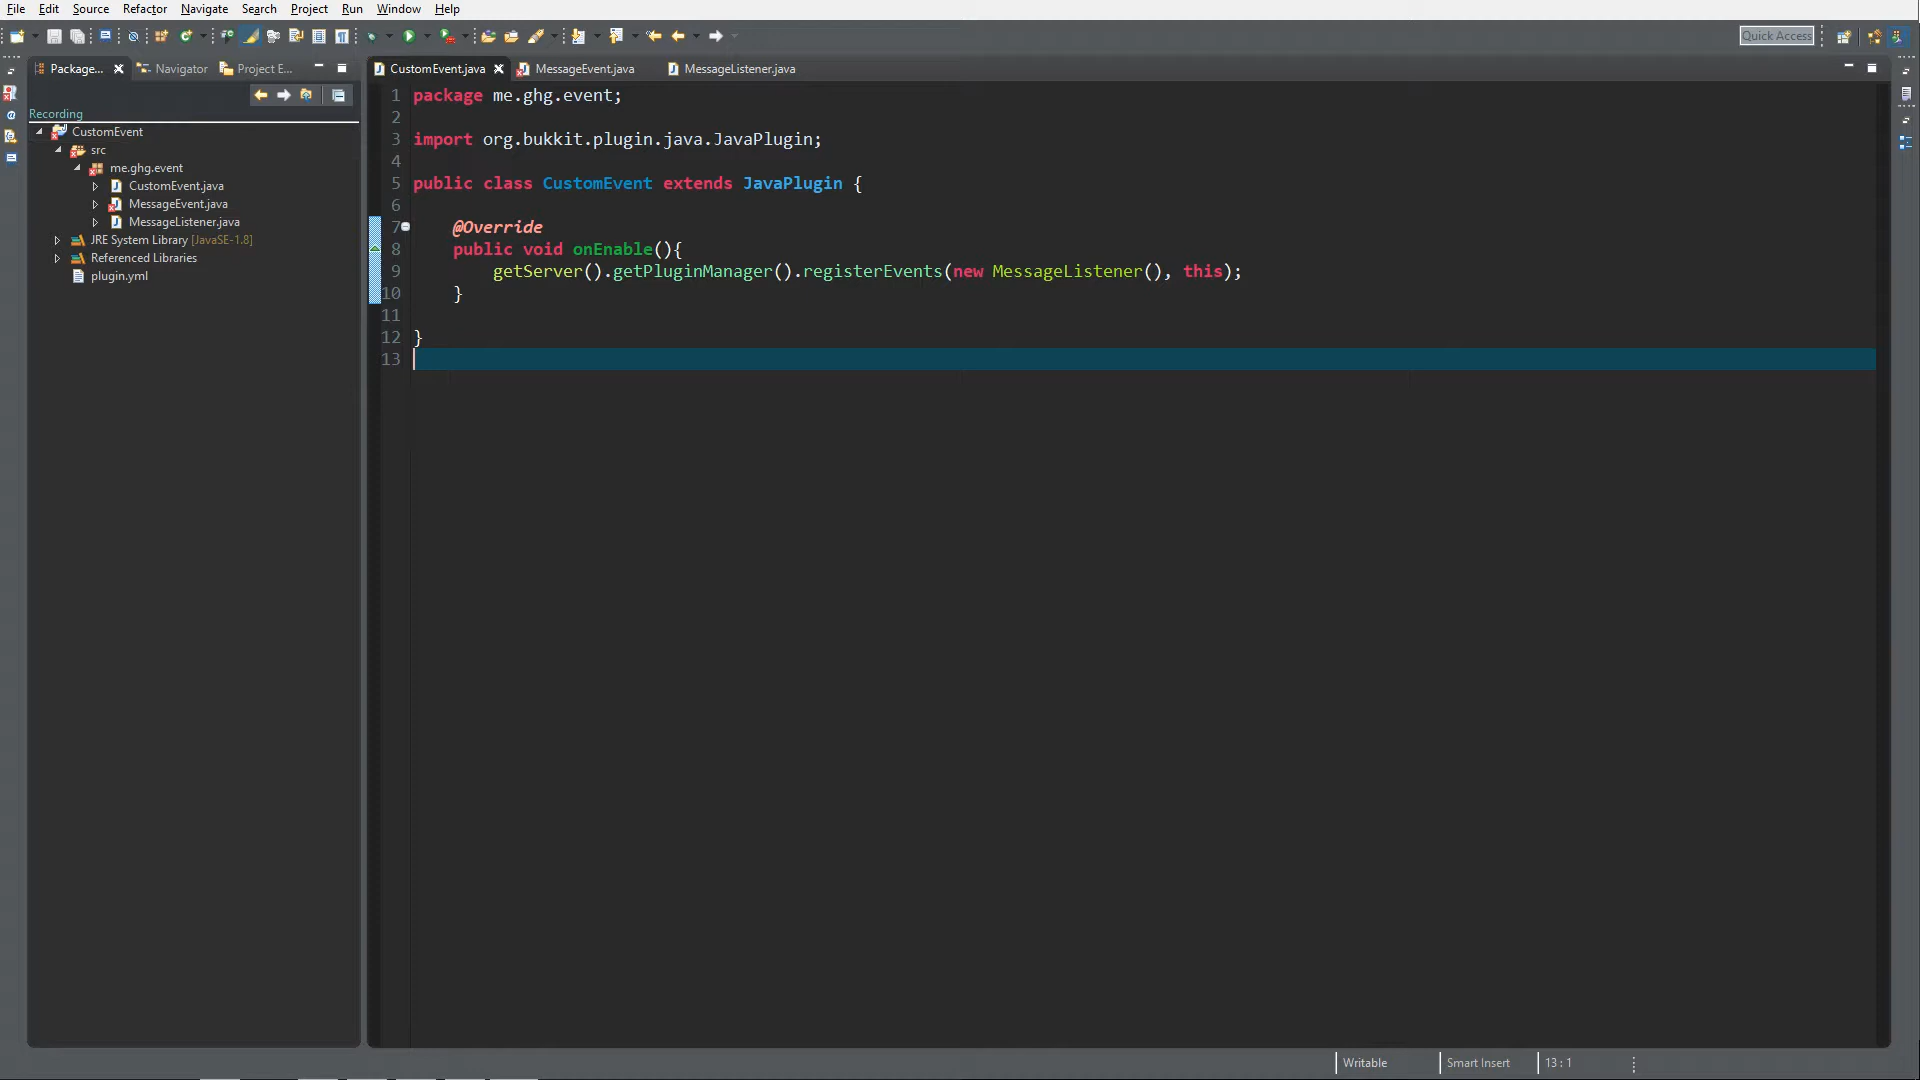 File Edit Source Refactor Navigate Search Project Run Window Help
Quick Access
Package... Navigator Project E...
CustomEvent.java MessageEvent.java MessageListener.java
Recording
CustomEvent
src
me.ghg.event
CustomEvent.java
MessageEvent.java
MessageListener.java
JRE System Library [JavaSE-1.8]
Referenced Libraries
plugin.yml
1 package me.ghg.event;
2
3 import org.bukkit.plugin.java.JavaPlugin;
4
5 public class CustomEvent extends JavaPlugin {
6
7 @Override
8 public void onEnable(){
9 getServer().getPluginManager().registerEvents(new MessageListener(), this);
10 }
11
12 }
13
Writable Smart Insert 13 : 1